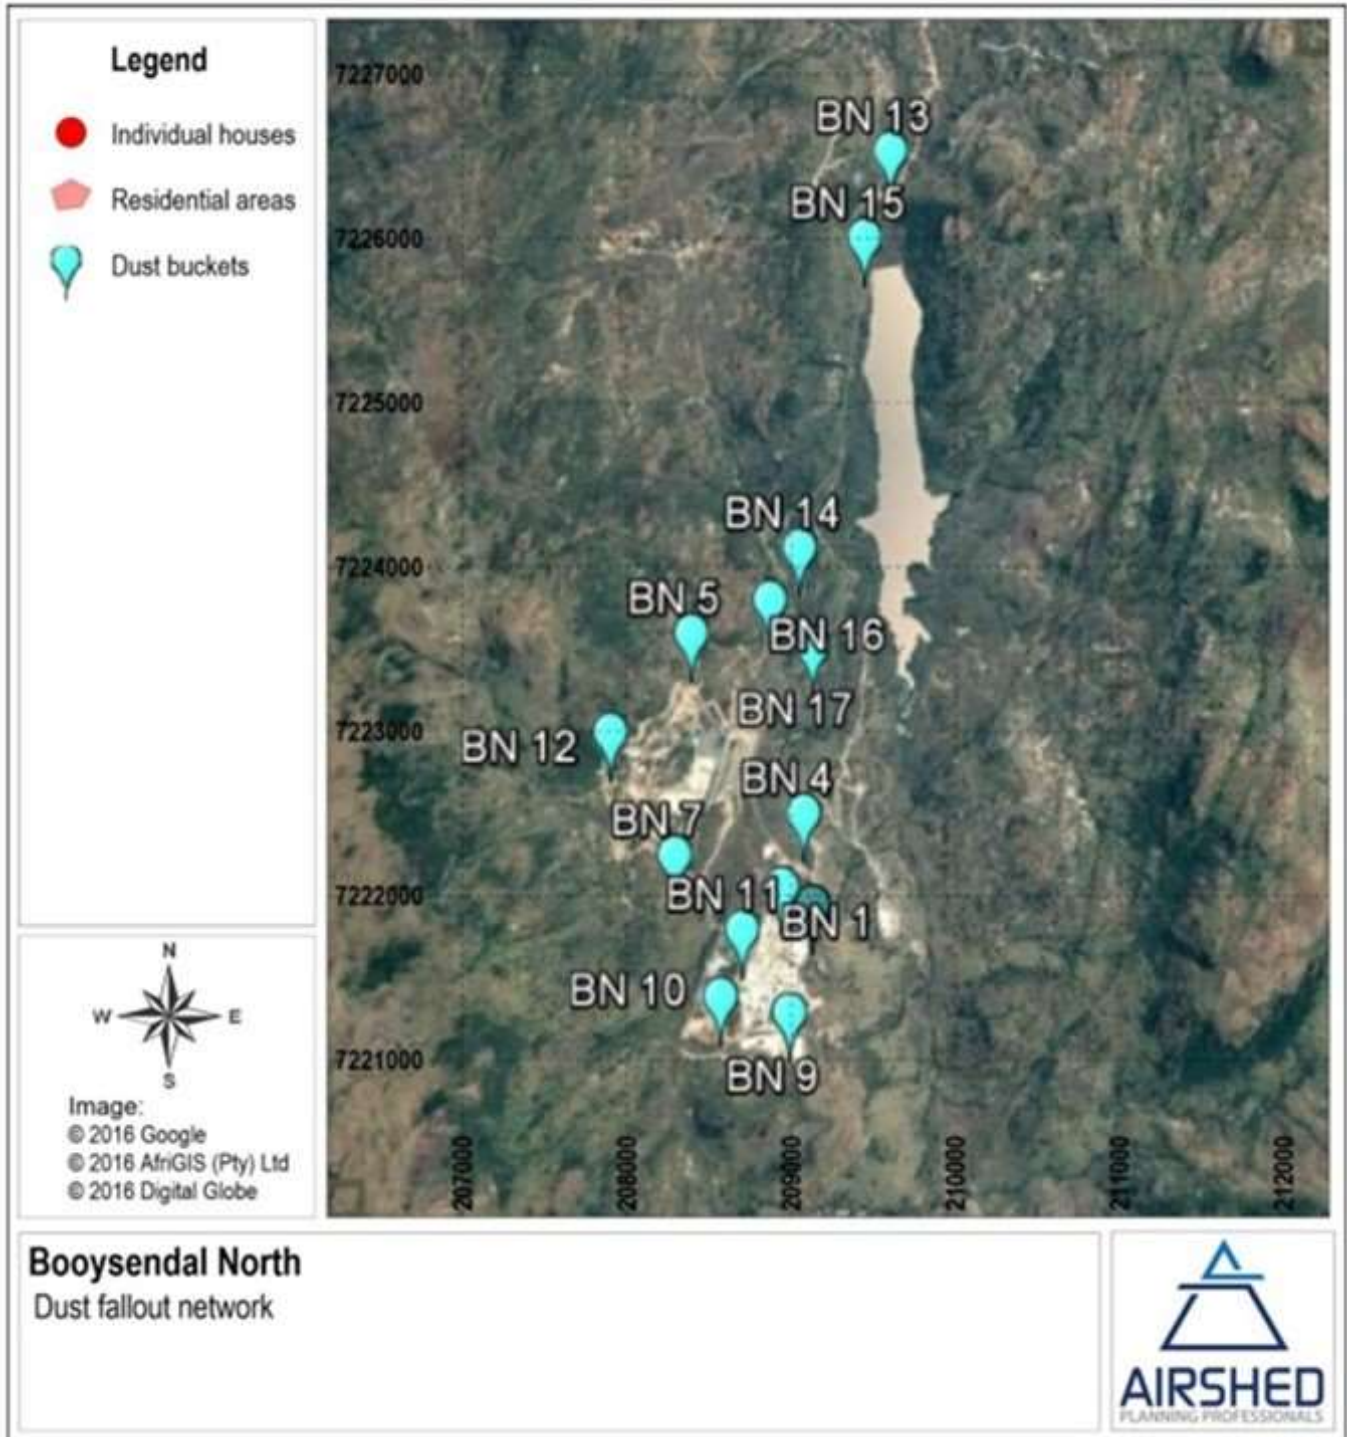 Legend
Individual houses
Residential areas
Dust buckets
7227000
BN 13
BN 15
7226000
7225000
BN 14
7224000
BN 5
BN 16
BN 17
7223000
BN 12
BN 4
BN 7
7222000
BN 11
BN 1
BN 10
7221000
BN 9
207000
208000
209000
210000
211000
212000
N
W
E
S
Image:
© 2016 Google
© 2016 AfriGIS (Pty) Ltd
© 2016 Digital Globe
Booysendal North
Dust fallout network
AIRSHED
PLANNING PROFESSIONALS